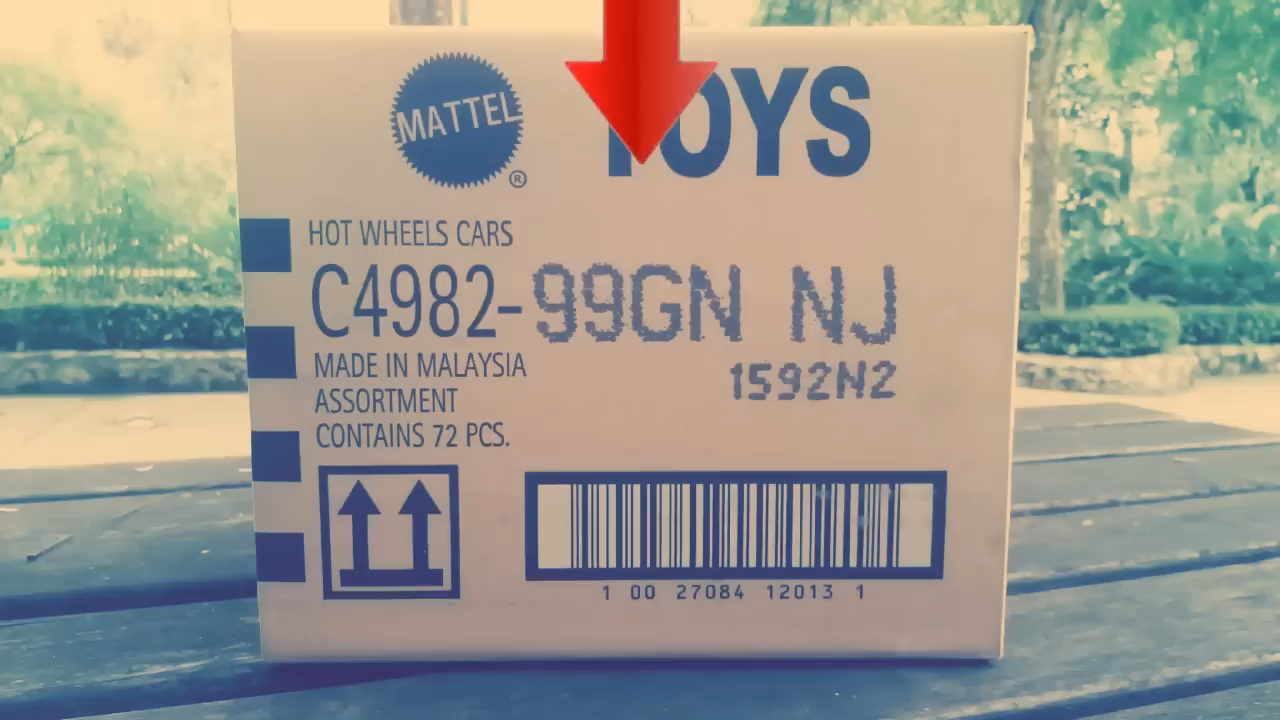 MATTEL ® TOYS
HOT WHEELS CARS
C4982-99GN NJ
1592N2
MADE IN MALAYSIA
ASSORTMENT
CONTAINS 72 PCS.
1 00 27084 12013 1